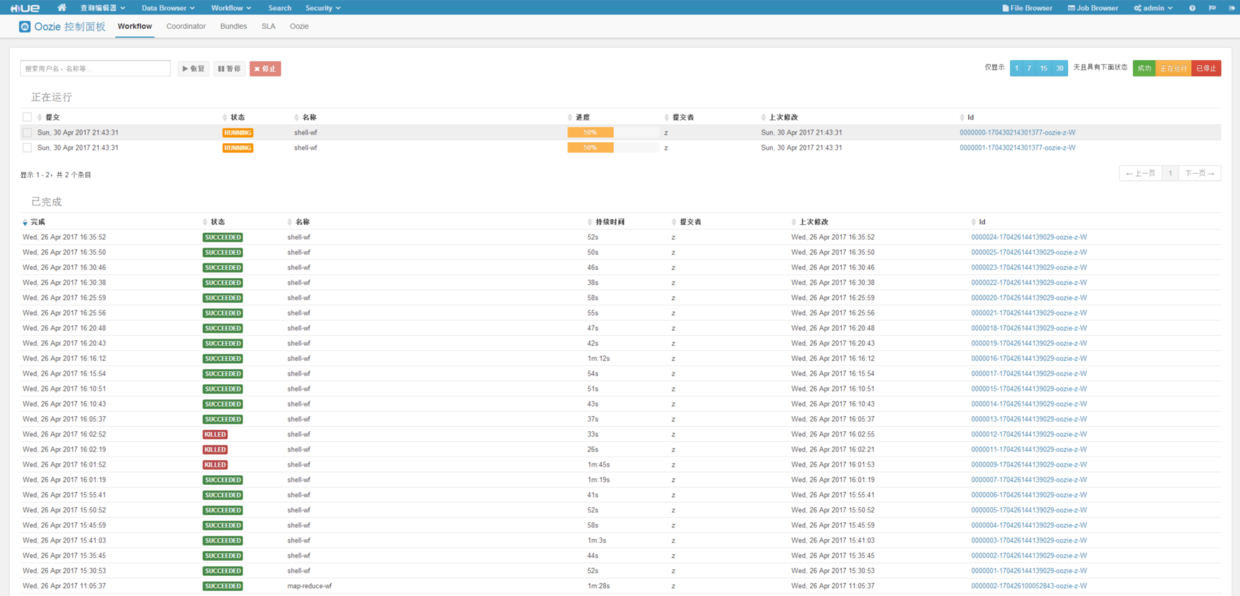 HUE 查询编辑器 Data Browser Workflow Search Security File Browser Job Browser admin
Oozie 控制面板 Workflow Coordinator Bundles SLA Oozie
搜索用户名、名称等... 恢复 暂停 停止 仅显示 1 7 15 30 天且具有下面状态 成功 正在运行 已停止
正在运行
提交 状态 名称 进度 提交者 上次修改 Id
Sun, 30 Apr 2017 21:43:31 RUNNING shell-wf 50% z Sun, 30 Apr 2017 21:43:31 0000000-170430214301377-oozie-z-W
Sun, 30 Apr 2017 21:43:31 RUNNING shell-wf 50% z Sun, 30 Apr 2017 21:43:31 0000001-170430214301377-oozie-z-W
显示 1 - 2，共 2 个条目 ← 上一页 1 下一页 →
已完成
完成 状态 名称 持续时间 提交者 上次修改 Id
Wed, 26 Apr 2017 16:35:52 SUCCEEDED shell-wf 52s z Wed, 26 Apr 2017 16:35:52 0000024-170426144139029-oozie-z-W
Wed, 26 Apr 2017 16:35:50 SUCCEEDED shell-wf 50s z Wed, 26 Apr 2017 16:35:50 0000025-170426144139029-oozie-z-W
Wed, 26 Apr 2017 16:30:46 SUCCEEDED shell-wf 46s z Wed, 26 Apr 2017 16:30:46 0000023-170426144139029-oozie-z-W
Wed, 26 Apr 2017 16:30:38 SUCCEEDED shell-wf 38s z Wed, 26 Apr 2017 16:30:38 0000022-170426144139029-oozie-z-W
Wed, 26 Apr 2017 16:25:59 SUCCEEDED shell-wf 58s z Wed, 26 Apr 2017 16:25:59 0000020-170426144139029-oozie-z-W
Wed, 26 Apr 2017 16:25:56 SUCCEEDED shell-wf 55s z Wed, 26 Apr 2017 16:25:56 0000021-170426144139029-oozie-z-W
Wed, 26 Apr 2017 16:20:48 SUCCEEDED shell-wf 47s z Wed, 26 Apr 2017 16:20:48 0000018-170426144139029-oozie-z-W
Wed, 26 Apr 2017 16:20:43 SUCCEEDED shell-wf 42s z Wed, 26 Apr 2017 16:20:43 0000019-170426144139029-oozie-z-W
Wed, 26 Apr 2017 16:16:12 SUCCEEDED shell-wf 1m:12s z Wed, 26 Apr 2017 16:16:12 0000016-170426144139029-oozie-z-W
Wed, 26 Apr 2017 16:15:54 SUCCEEDED shell-wf 54s z Wed, 26 Apr 2017 16:15:54 0000017-170426144139029-oozie-z-W
Wed, 26 Apr 2017 16:10:51 SUCCEEDED shell-wf 51s z Wed, 26 Apr 2017 16:10:51 0000015-170426144139029-oozie-z-W
Wed, 26 Apr 2017 16:10:43 SUCCEEDED shell-wf 43s z Wed, 26 Apr 2017 16:10:43 0000014-170426144139029-oozie-z-W
Wed, 26 Apr 2017 16:05:37 SUCCEEDED shell-wf 37s z Wed, 26 Apr 2017 16:05:37 0000013-170426144139029-oozie-z-W
Wed, 26 Apr 2017 16:02:52 KILLED shell-wf 33s z Wed, 26 Apr 2017 16:02:55 0000012-170426144139029-oozie-z-W
Wed, 26 Apr 2017 16:02:19 KILLED shell-wf 26s z Wed, 26 Apr 2017 16:02:21 0000011-170426144139029-oozie-z-W
Wed, 26 Apr 2017 16:01:52 KILLED shell-wf 1m:45s z Wed, 26 Apr 2017 16:01:53 0000009-170426144139029-oozie-z-W
Wed, 26 Apr 2017 16:01:19 SUCCEEDED shell-wf 1m:19s z Wed, 26 Apr 2017 16:01:19 0000007-170426144139029-oozie-z-W
Wed, 26 Apr 2017 15:55:41 SUCCEEDED shell-wf 41s z Wed, 26 Apr 2017 15:55:41 0000006-170426144139029-oozie-z-W
Wed, 26 Apr 2017 15:50:52 SUCCEEDED shell-wf 52s z Wed, 26 Apr 2017 15:50:52 0000005-170426144139029-oozie-z-W
Wed, 26 Apr 2017 15:45:59 SUCCEEDED shell-wf 58s z Wed, 26 Apr 2017 15:45:59 0000004-170426144139029-oozie-z-W
Wed, 26 Apr 2017 15:41:03 SUCCEEDED shell-wf 1m:3s z Wed, 26 Apr 2017 15:41:03 0000003-170426144139029-oozie-z-W
Wed, 26 Apr 2017 15:35:45 SUCCEEDED shell-wf 44s z Wed, 26 Apr 2017 15:35:45 0000002-170426144139029-oozie-z-W
Wed, 26 Apr 2017 15:30:53 SUCCEEDED shell-wf 52s z Wed, 26 Apr 2017 15:30:53 0000001-170426144139029-oozie-z-W
Wed, 26 Apr 2017 11:05:37 SUCCEEDED map-reduce-wf 1m:28s z Wed, 26 Apr 2017 11:05:37 0000002-170426100052843-oozie-z-W